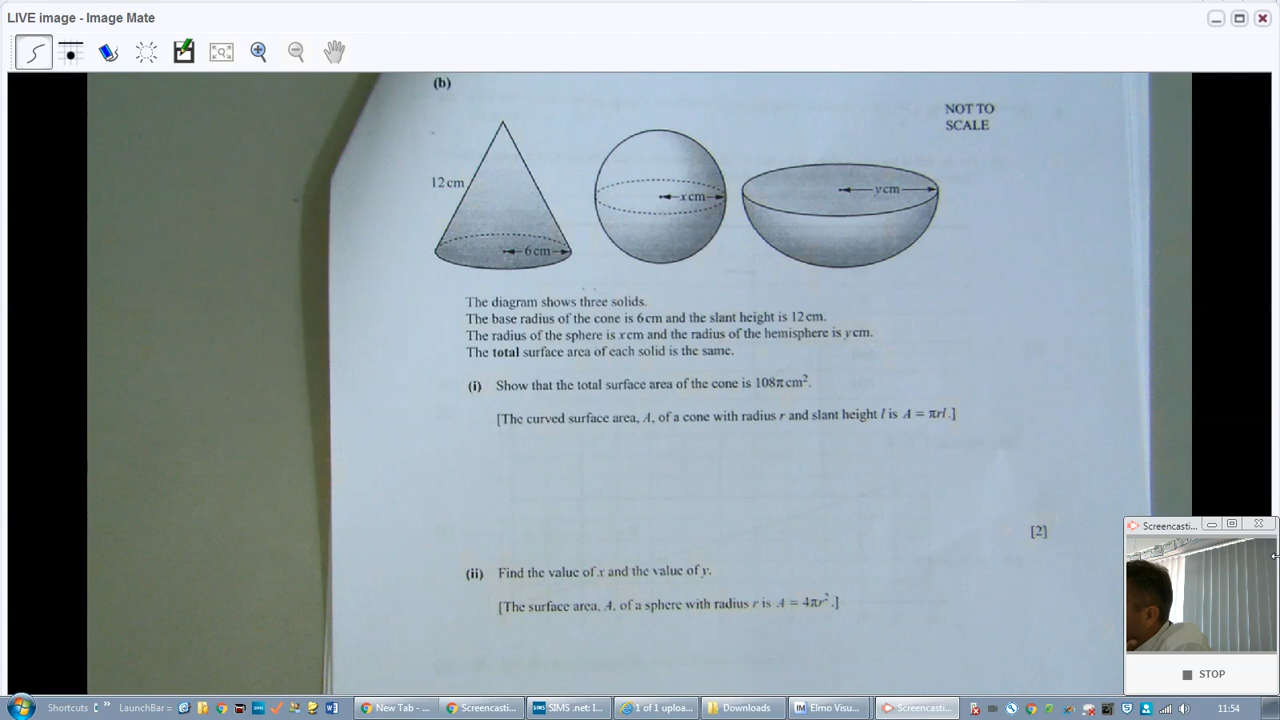 LIVE image - Image Mate
(b)
NOT TO
SCALE
12 cm
6 cm
x cm
y cm
The diagram shows three solids.
The base radius of the cone is 6 cm and the slant height is 12 cm.
The radius of the sphere is x cm and the radius of the hemisphere is y cm.
The total surface area of each solid is the same.
(i) Show that the total surface area of the cone is 108π cm².
[The curved surface area, A, of a cone with radius r and slant height l is A = πrl.]
[2]
(ii) Find the value of x and the value of y.
[The surface area, A, of a sphere with radius r is A = 4πr².]
Screencasti...
STOP
Shortcuts
LaunchBar
New Tab - ...
Screencasti...
SIMS .net: I...
1 of 1 uploa...
Downloads
Elmo Visu...
Screencasti...
11:54